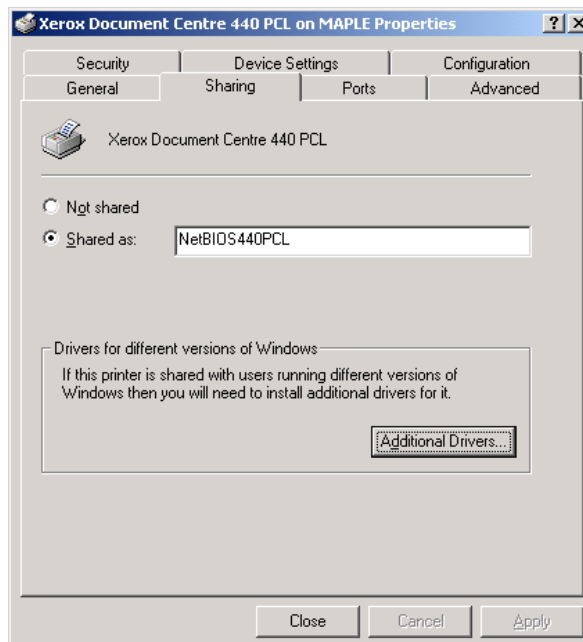 Xerox Document Centre 440 PCL on MAPLE Properties
Security Device Settings Configuration
General Sharing Ports Advanced
Xerox Document Centre 440 PCL
Not shared
Shared as: NetBIOS440PCL
Drivers for different versions of Windows
If this printer is shared with users running different versions of
Windows then you will need to install additional drivers for it.
Additional Drivers...
Close Cancel Apply